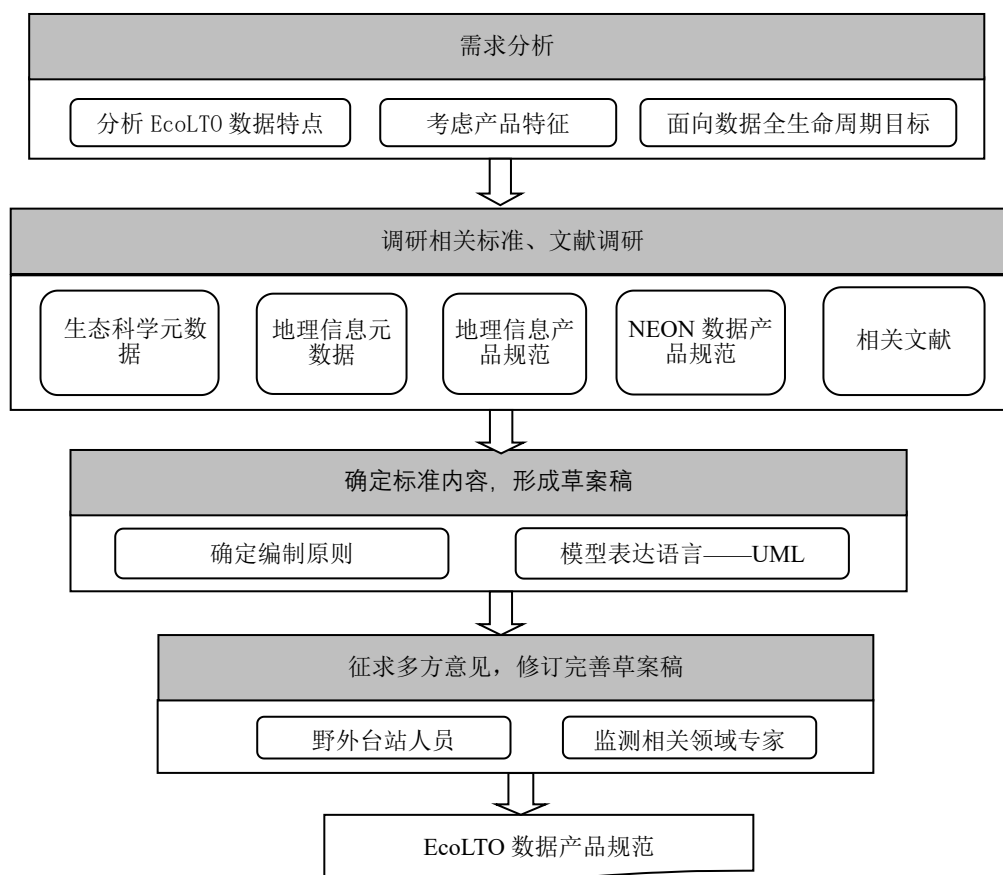 需求分析
分析 EcoLTO 数据特点
考虑产品特征
面向数据全生命周期目标
调研相关标准、文献调研
生态科学元数
据
地理信息元
数据
地理信息产
品规范
NEON 数据产
品规范
相关文献
确定标准内容，形成草案稿
确定编制原则
模型表达语言——UML
征求多方意见，修订完善草案稿
野外台站人员
监测相关领域专家
EcoLTO 数据产品规范